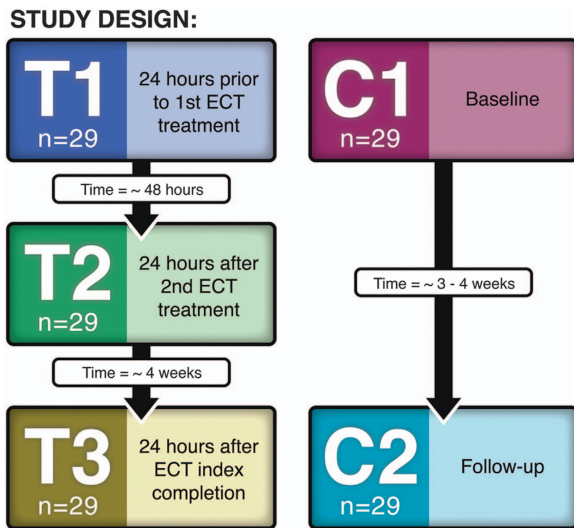 STUDY DESIGN:
T1
n=29
24 hours prior
to 1st ECT
treatment
Time = ~ 48 hours
T2
n=29
24 hours after
2nd ECT
treatment
Time = ~ 4 weeks
T3
n=29
24 hours after
ECT index
completion
C1
n=29
Baseline
Time = ~ 3 - 4 weeks
C2
n=29
Follow-up